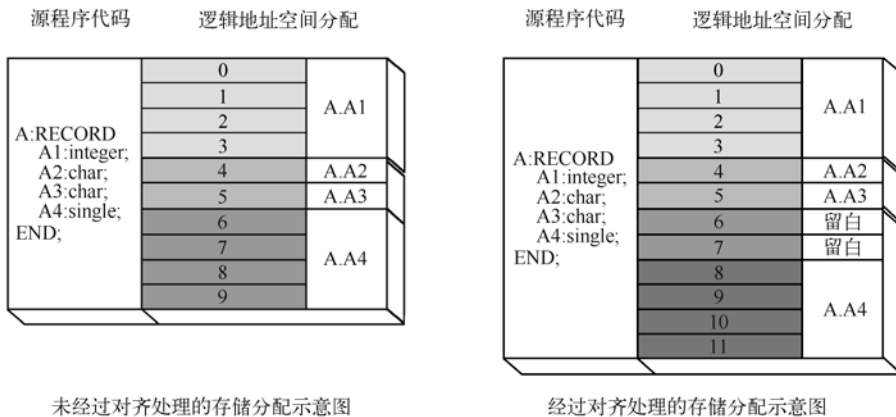 源程序代码
逻辑地址空间分配
A:RECORD
A1:integer;
A2:char;
A3:char;
A4:single;
END;
0
1
2
3
4
5
6
7
8
9
A.A1
A.A2
A.A3
A.A4
未经过对齐处理的存储分配示意图
源程序代码
逻辑地址空间分配
A:RECORD
A1:integer;
A2:char;
A3:char;
A4:single;
END;
0
1
2
3
4
5
6
7
8
9
10
11
A.A1
A.A2
A.A3
留白
留白
A.A4
经过对齐处理的存储分配示意图